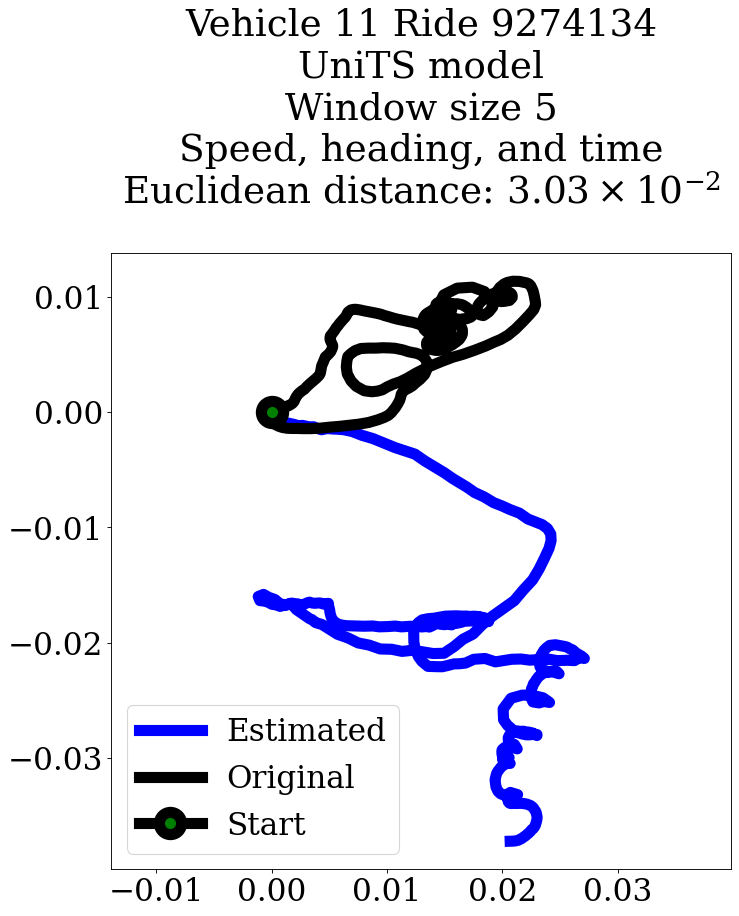 Vehicle 11 Ride 9274134
UniTS model
Window size 5
Speed, heading, and time
Euclidean distance: 3.03 × 10⁻²
0.01
0.00
−0.01
−0.02
−0.03
Estimated
Original
Start
−0.01 0.00 0.01 0.02 0.03